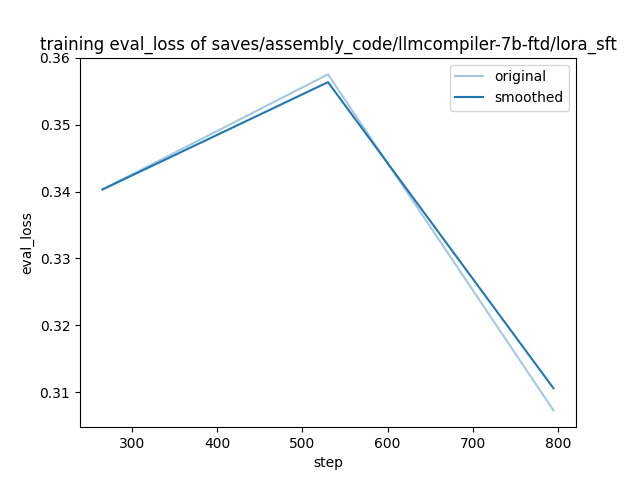 training eval_loss of saves/assembly_code/llmcompiler-7b-ftd/lora_sft
original
smoothed
0.36
0.35
0.34
0.33
0.32
0.31
eval_loss
300 400 500 600 700 800
step